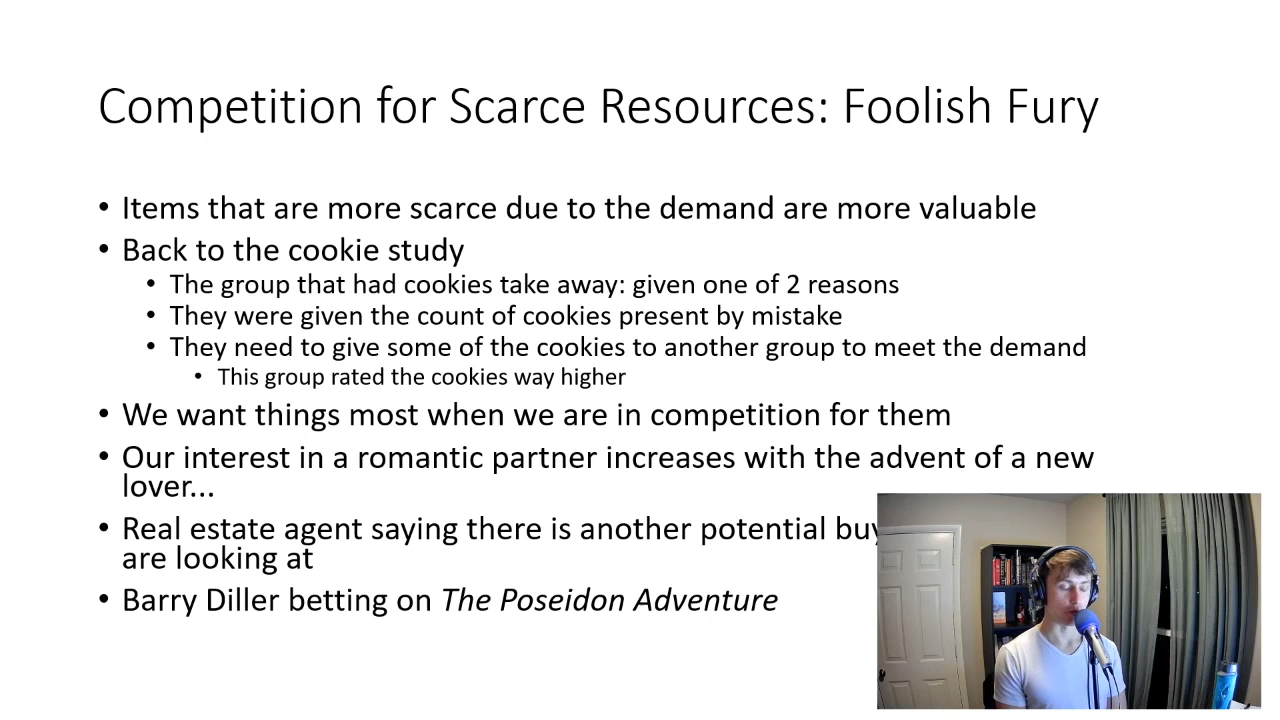 Competition for Scarce Resources: Foolish Fury
• Items that are more scarce due to the demand are more valuable
• Back to the cookie study
• The group that had cookies take away: given one of 2 reasons
• They were given the count of cookies present by mistake
• They need to give some of the cookies to another group to meet the demand
• This group rated the cookies way higher
• We want things most when we are in competition for them
• Our interest in a romantic partner increases with the advent of a new
lover...
• Real estate agent saying there is another potential
are looking at
• Barry Diller betting on The Poseidon Adventure